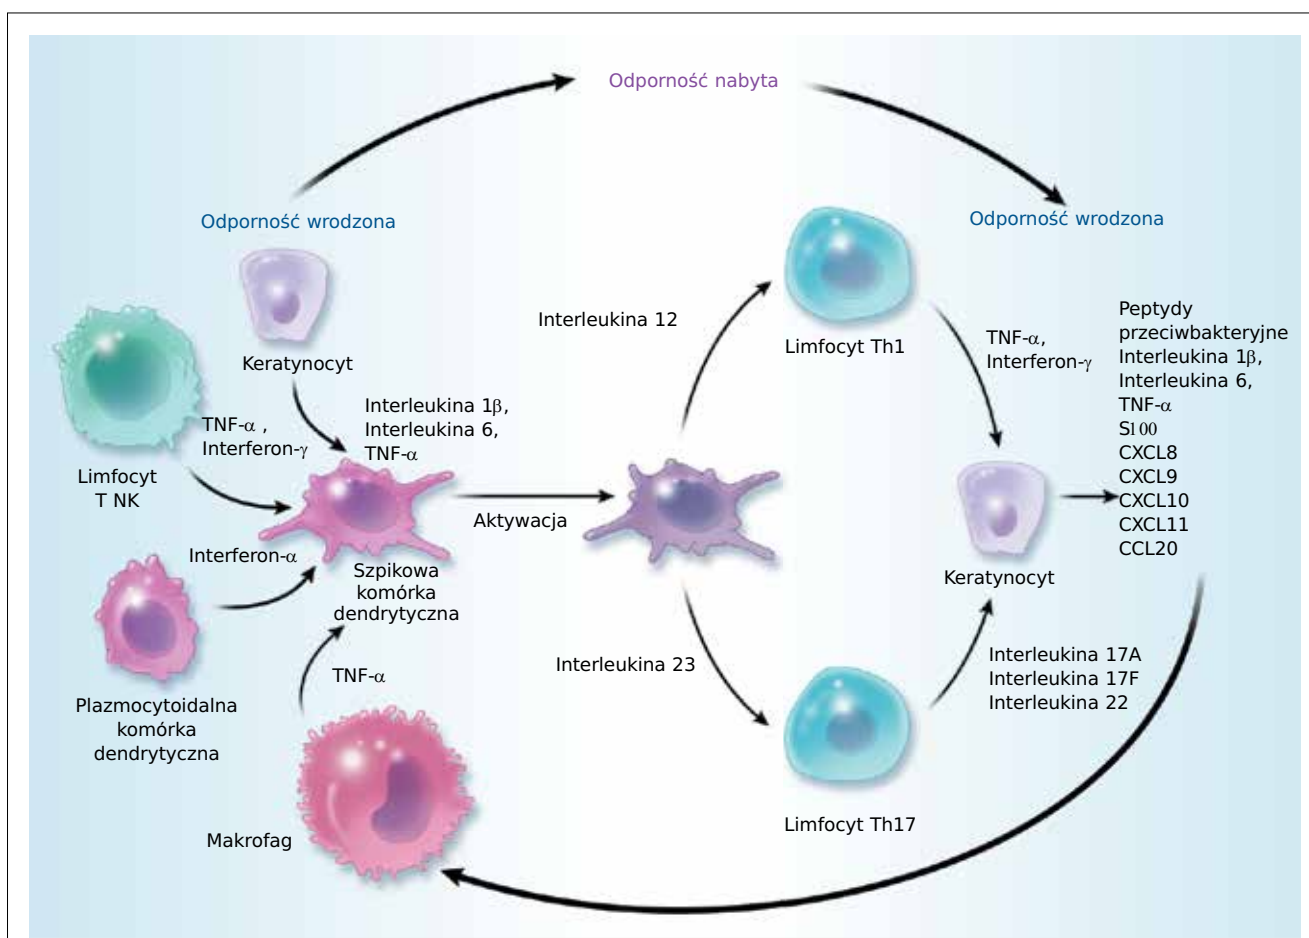 Odporność nabyta
Odporność wrodzona
Odporność wrodzona
Keratynocyt
Limfocyt
T NK
TNF-α ,
Interferon-γ
Interleukina 1β,
Interleukina 6,
TNF-α
Aktywacja
Interferon-α
Szpikowa
komórka
dendrytyczna
Plazmocytoidalna
komórka
dendrytyczna
TNF-α
Makrofag
Interleukina 12
Limfocyt Th1
TNF-α,
Interferon-γ
Interleukina 23
Limfocyt Th17
Keratynocyt
Interleukina 17A
Interleukina 17F
Interleukina 22
Peptydy
przeciwbakteryjne
Interleukina 1β,
Interleukina 6,
TNF-α
S100
CXCL8
CXCL9
CXCL10
CXCL11
CCL20